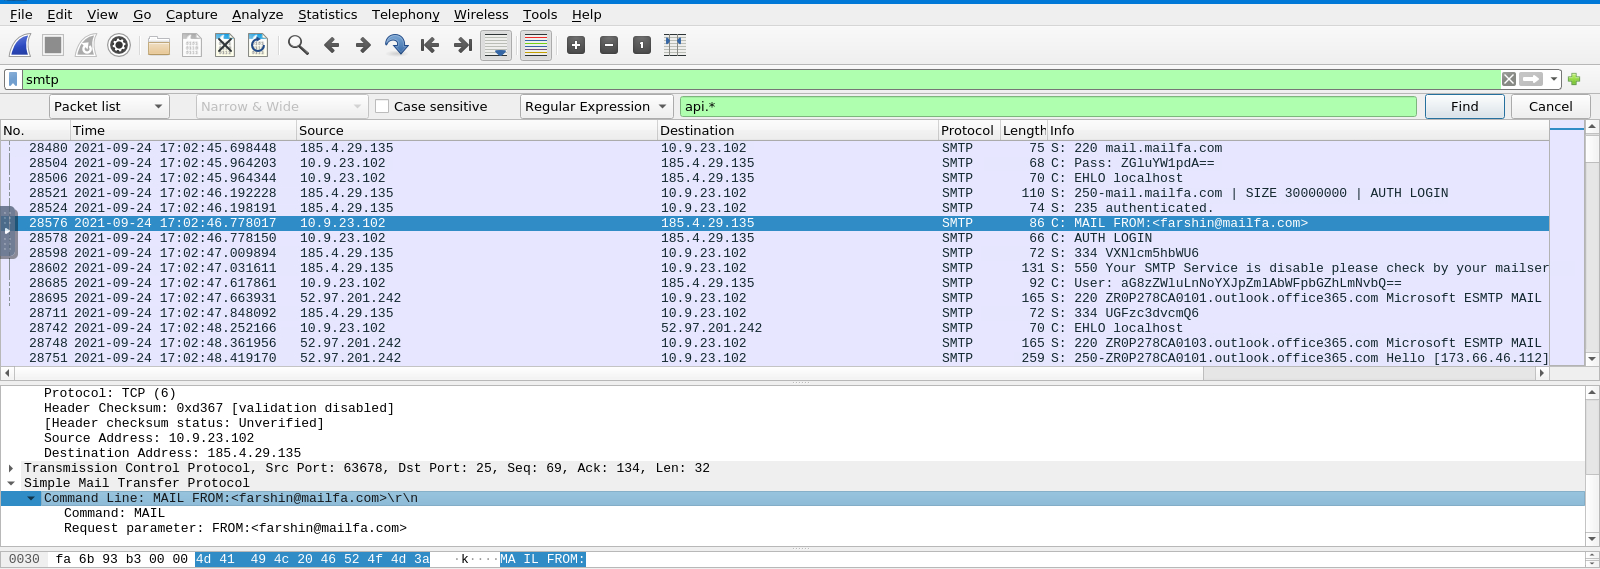 File Edit View Go Capture Analyze Statistics Telephony Wireless Tools Help
smtp
Packet list Narrow & Wide Case sensitive Regular Expression api.* Find Cancel
No. Time Source Destination Protocol Length Info
28480 2021-09-24 17:02:45.698448 185.4.29.135 10.9.23.102 SMTP 75 S: 220 mail.mailfa.com
28504 2021-09-24 17:02:45.964203 10.9.23.102 185.4.29.135 SMTP 68 C: Pass: ZGluYW1pdA==
28506 2021-09-24 17:02:45.964344 10.9.23.102 185.4.29.135 SMTP 70 C: EHLO localhost
28521 2021-09-24 17:02:46.192228 185.4.29.135 10.9.23.102 SMTP 110 S: 250-mail.mailfa.com | SIZE 30000000 | AUTH LOGIN
28524 2021-09-24 17:02:46.198191 185.4.29.135 10.9.23.102 SMTP 74 S: 235 authenticated.
28576 2021-09-24 17:02:46.778017 10.9.23.102 185.4.29.135 SMTP 86 C: MAIL FROM:<farshin@mailfa.com>
28578 2021-09-24 17:02:46.778150 10.9.23.102 185.4.29.135 SMTP 66 C: AUTH LOGIN
28598 2021-09-24 17:02:47.009894 185.4.29.135 10.9.23.102 SMTP 72 S: 334 VXNlcm5hbWU6
28602 2021-09-24 17:02:47.031611 185.4.29.135 10.9.23.102 SMTP 131 S: 550 Your SMTP Service is disable please check by your mailser
28685 2021-09-24 17:02:47.617861 10.9.23.102 185.4.29.135 SMTP 92 C: User: aG8zZWluLnNoYXJpZmlAbWFpbGZhLmNvbQ==
28695 2021-09-24 17:02:47.663931 52.97.201.242 10.9.23.102 SMTP 165 S: 220 ZR0P278CA0101.outlook.office365.com Microsoft ESMTP MAIL
28711 2021-09-24 17:02:47.848092 185.4.29.135 10.9.23.102 SMTP 72 S: 334 UGFzc3dvcmQ6
28742 2021-09-24 17:02:48.252166 10.9.23.102 52.97.201.242 SMTP 70 C: EHLO localhost
28748 2021-09-24 17:02:48.361956 52.97.201.242 10.9.23.102 SMTP 165 S: 220 ZR0P278CA0103.outlook.office365.com Microsoft ESMTP MAIL
28751 2021-09-24 17:02:48.419170 52.97.201.242 10.9.23.102 SMTP 259 S: 250-ZR0P278CA0101.outlook.office365.com Hello [173.66.46.112]
Protocol: TCP (6)
Header Checksum: 0xd367 [validation disabled]
[Header checksum status: Unverified]
Source Address: 10.9.23.102
Destination Address: 185.4.29.135
Transmission Control Protocol, Src Port: 63678, Dst Port: 25, Seq: 69, Ack: 134, Len: 32
Simple Mail Transfer Protocol
Command Line: MAIL FROM:<farshin@mailfa.com>\r\n
Command: MAIL
Request parameter: FROM:<farshin@mailfa.com>
0030 fa 6b 93 b3 00 00 4d 41 49 4c 20 46 52 4f 4d 3a ·k····MA IL FROM: